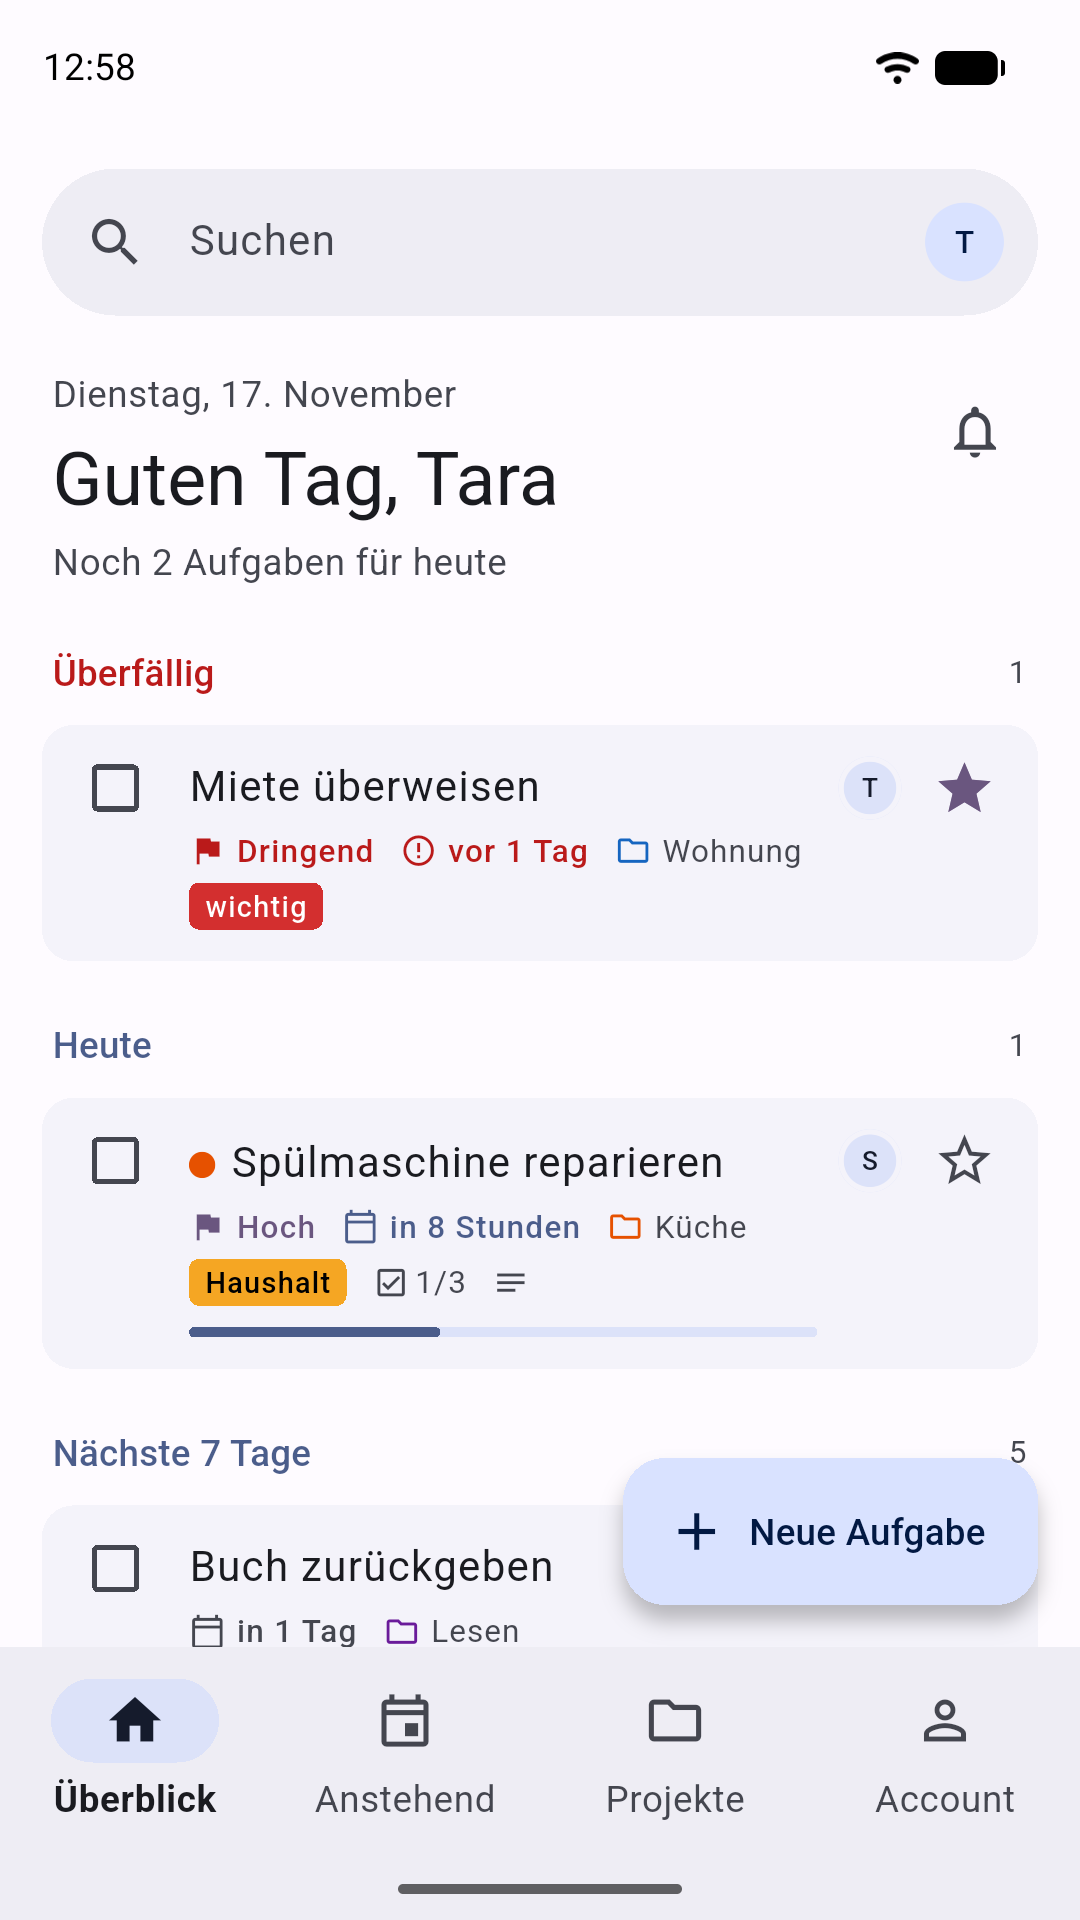 12:58
Suchen
T
Dienstag, 17. November
Guten Tag, Tara
Noch 2 Aufgaben für heute
Überfällig
1
Miete überweisen
T
Dringend
vor 1 Tag
Wohnung
wichtig
Heute
1
Spülmaschine reparieren
S
Hoch
in 8 Stunden
Küche
Haushalt
1/3
Nächste 7 Tage
5
Buch zurückgeben
in 1 Tag
Lesen
Neue Aufgabe
Überblick
Anstehend
Projekte
Account